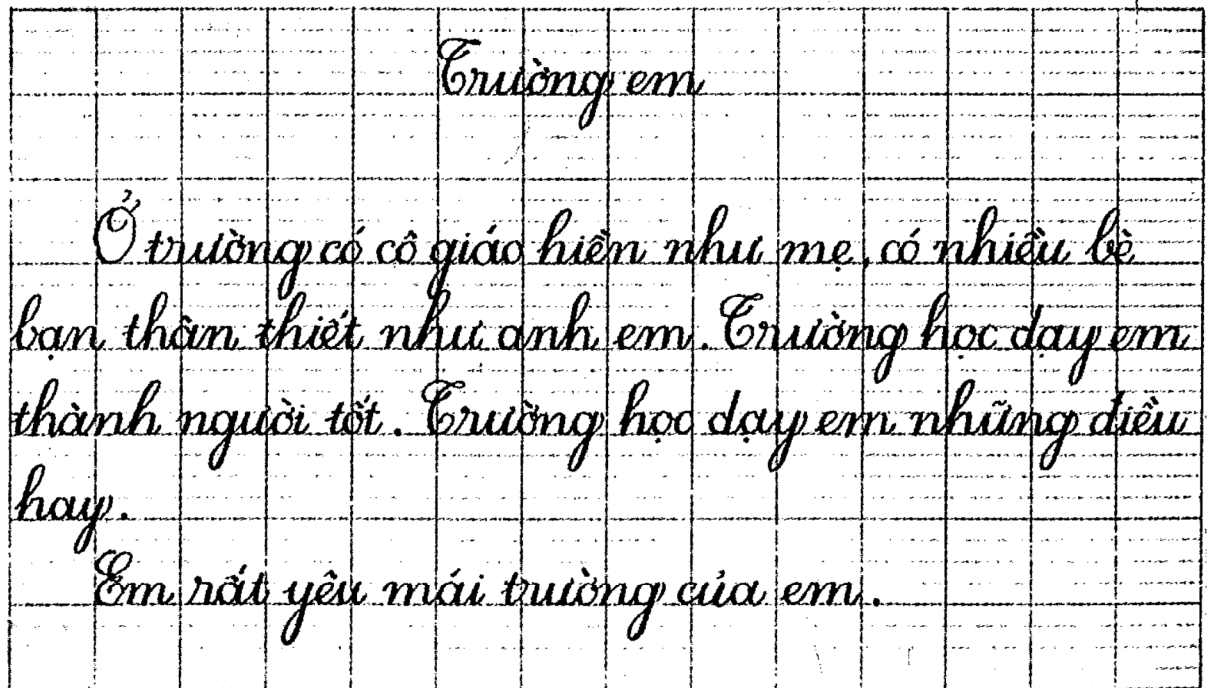 Trường em
Ở trường có cô giáo hiền như mẹ, có nhiều bè
bạn thân thiết như anh em. Trường học dạy em
thành người tốt. Trường học dạy em những điều
hay.
Em rất yêu mái trường của em.